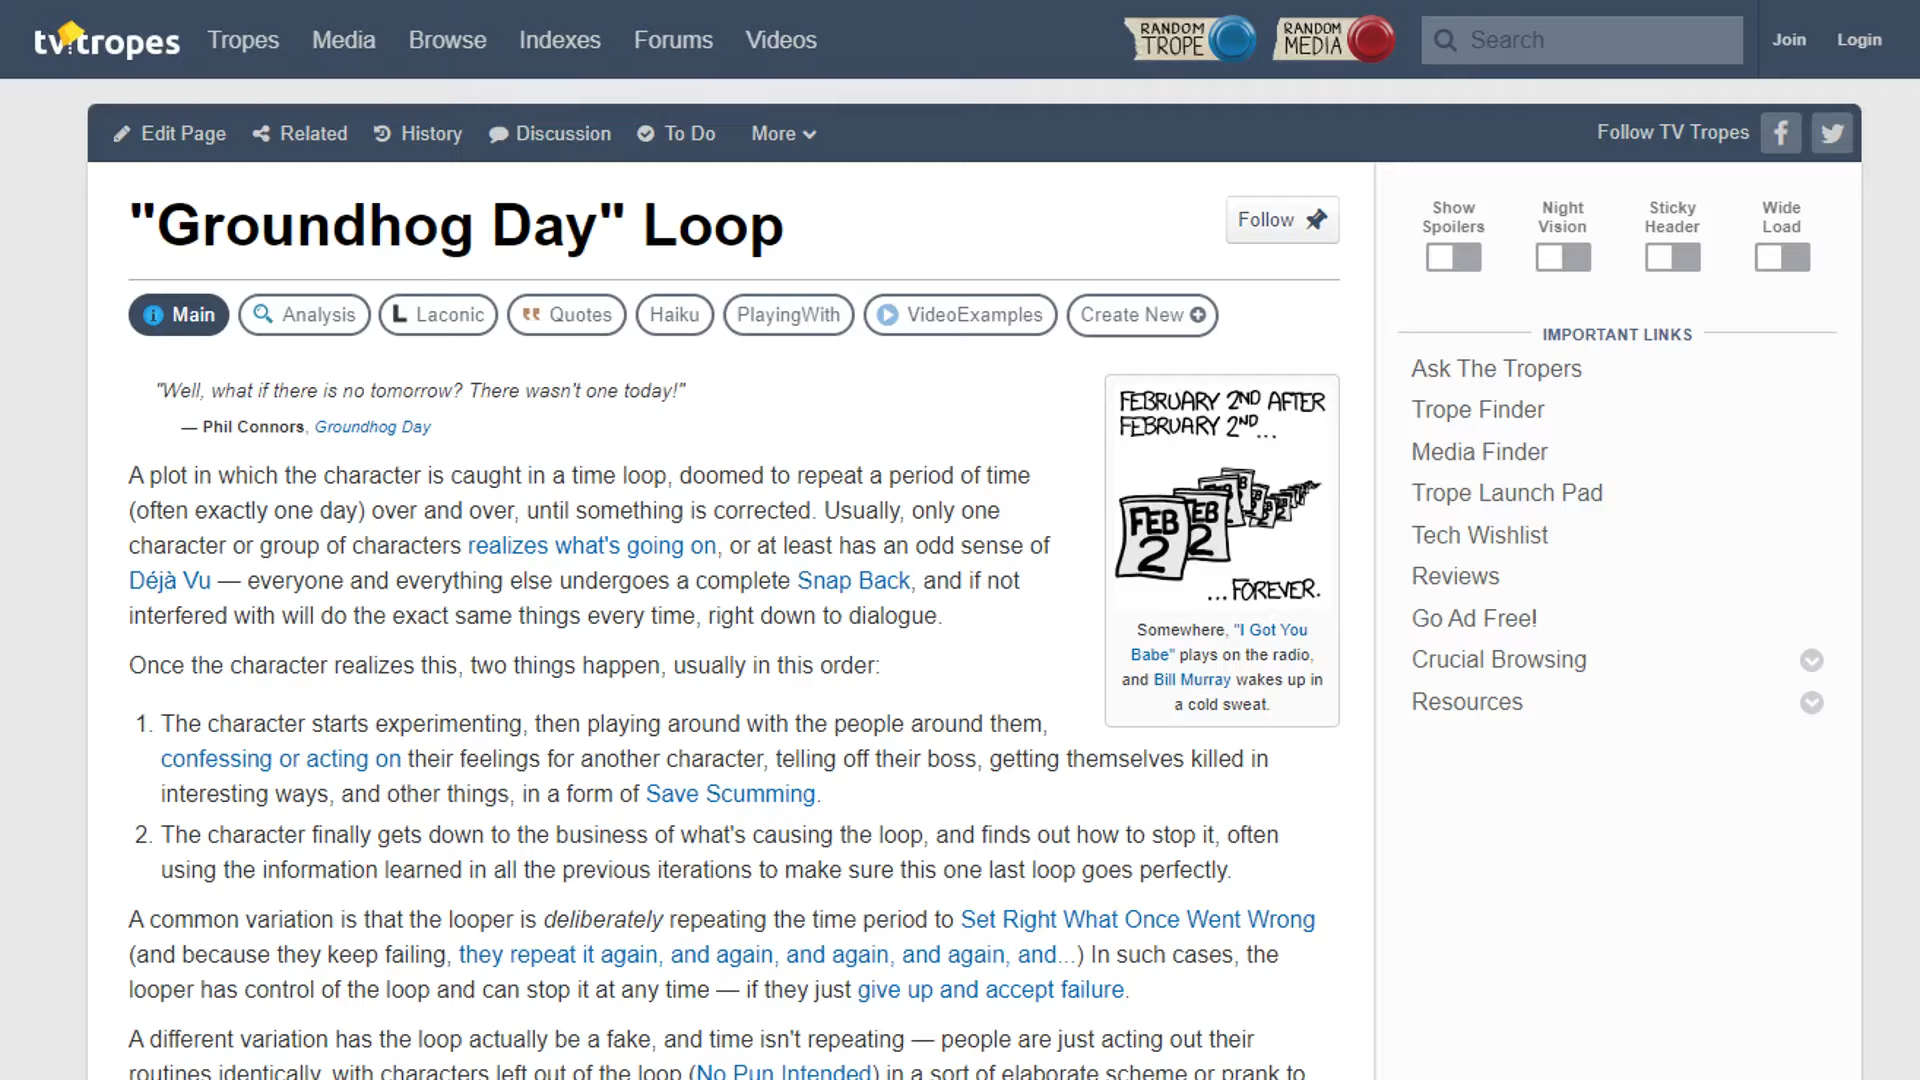 tv tropes
Tropes
Media
Browse
Indexes
Forums
Videos
RANDOM TROPE
RANDOM MEDIA
Search
Join
Login
Edit Page
Related
History
Discussion
To Do
More
Follow TV Tropes
"Groundhog Day" Loop
Follow
Main
Analysis
Laconic
Quotes
Haiku
PlayingWith
VideoExamples
Create New
"Well, what if there is no tomorrow? There wasn't one today!"
— Phil Connors, Groundhog Day
A plot in which the character is caught in a time loop, doomed to repeat a period of time
(often exactly one day) over and over, until something is corrected. Usually, only one
character or group of characters realizes what's going on, or at least has an odd sense of
Déjà Vu — everyone and everything else undergoes a complete Snap Back, and if not
interfered with will do the exact same things every time, right down to dialogue.
FEBRUARY 2ND AFTER
FEBRUARY 2ND...
FEB
2
EB
2
...FOREVER.
Somewhere, "I Got You
Babe" plays on the radio,
and Bill Murray wakes up in
a cold sweat.
Once the character realizes this, two things happen, usually in this order:
1. The character starts experimenting, then playing around with the people around them,
confessing or acting on their feelings for another character, telling off their boss, getting themselves killed in
interesting ways, and other things, in a form of Save Scumming.
2. The character finally gets down to the business of what's causing the loop, and finds out how to stop it, often
using the information learned in all the previous iterations to make sure this one last loop goes perfectly.
A common variation is that the looper is deliberately repeating the time period to Set Right What Once Went Wrong
(and because they keep failing, they repeat it again, and again, and again, and again, and...) In such cases, the
looper has control of the loop and can stop it at any time — if they just give up and accept failure.
A different variation has the loop actually be a fake, and time isn't repeating — people are just acting out their
routines identically, with characters left out of the loop (No Pun Intended) in a sort of elaborate scheme or prank to
Show Spoilers
Night Vision
Sticky Header
Wide Load
IMPORTANT LINKS
Ask The Tropers
Trope Finder
Media Finder
Trope Launch Pad
Tech Wishlist
Reviews
Go Ad Free!
Crucial Browsing
Resources